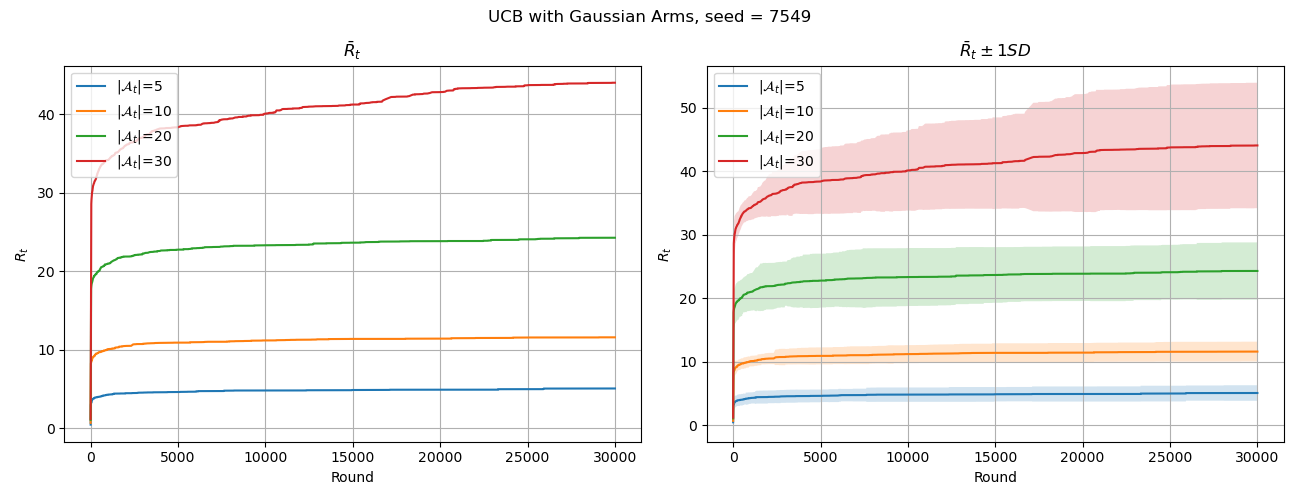 UCB with Gaussian Arms, seed = 7549
R̄ₜ
|𝒜ₜ|=5
|𝒜ₜ|=10
|𝒜ₜ|=20
|𝒜ₜ|=30
Rₜ
40
30
20
10
0
0 5000 10000 15000 20000 25000 30000
Round
R̄ₜ ± 1SD
|𝒜ₜ|=5
|𝒜ₜ|=10
|𝒜ₜ|=20
|𝒜ₜ|=30
Rₜ
50
40
30
20
10
0
0 5000 10000 15000 20000 25000 30000
Round